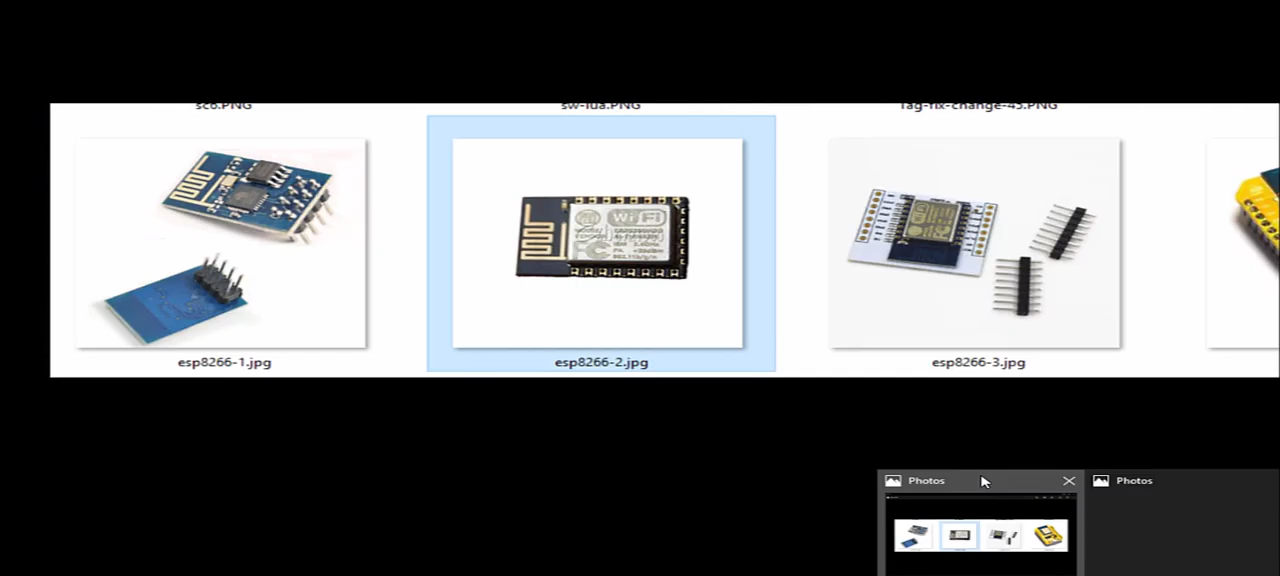 sc6.PNG
sw-lua.PNG
Tag-fix-change-45.PNG
WiFi
esp8266-1.jpg
esp8266-2.jpg
esp8266-3.jpg
Photos
Photos